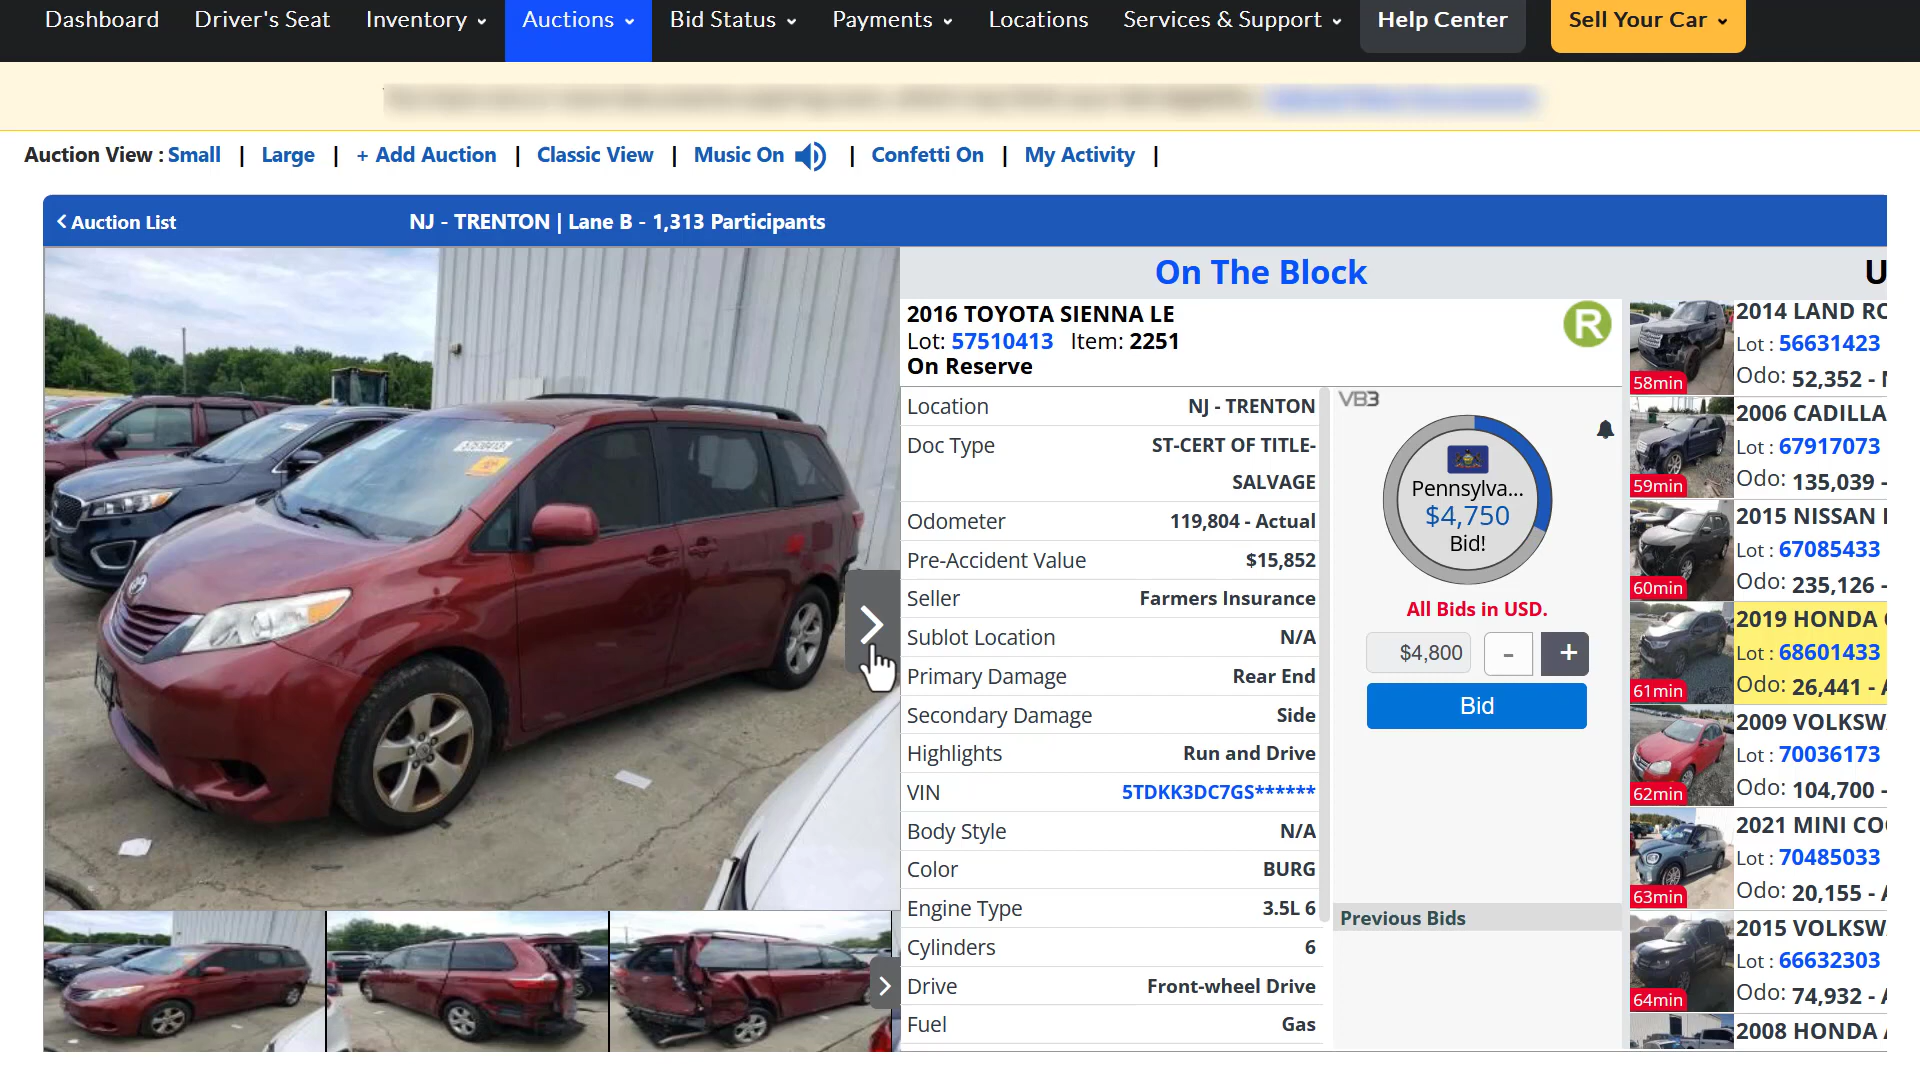 Dashboard Driver's Seat Inventory Auctions Bid Status Payments Locations Services & Support Help Center Sell Your Car
Auction View : Small | Large | + Add Auction | Classic View | Music On | Confetti On | My Activity |
Auction List
NJ - TRENTON | Lane B - 1,313 Participants
On The Block
U
2016 TOYOTA SIENNA LE
Lot: 57510413 Item: 2251
On Reserve
R
Location NJ - TRENTON
Doc Type ST-CERT OF TITLE-
SALVAGE
Odometer 119,804 - Actual
Pre-Accident Value $15,852
Seller Farmers Insurance
Sublot Location N/A
Primary Damage Rear End
Secondary Damage Side
Highlights Run and Drive
VIN 5TDKK3DC7GS******
Body Style N/A
Color BURG
Engine Type 3.5L 6
Cylinders 6
Drive Front-wheel Drive
Fuel Gas
VB3
Pennsylva...
$4,750
Bid!
All Bids in USD.
$4,800 - +
Bid
Previous Bids
2014 LAND RO
Lot : 56631423
58min
Odo: 52,352 -
2006 CADILLA
Lot : 67917073
59min
Odo: 135,039 -
2015 NISSAN
Lot : 67085433
60min
Odo: 235,126 -
2019 HONDA
Lot : 68601433
61min
Odo: 26,441 - A
2009 VOLKSW
Lot : 70036173
62min
Odo: 104,700 -
2021 MINI COO
Lot : 70485033
63min
Odo: 20,155 - A
2015 VOLKSW
Lot : 66632303
64min
Odo: 74,932 - A
2008 HONDA A